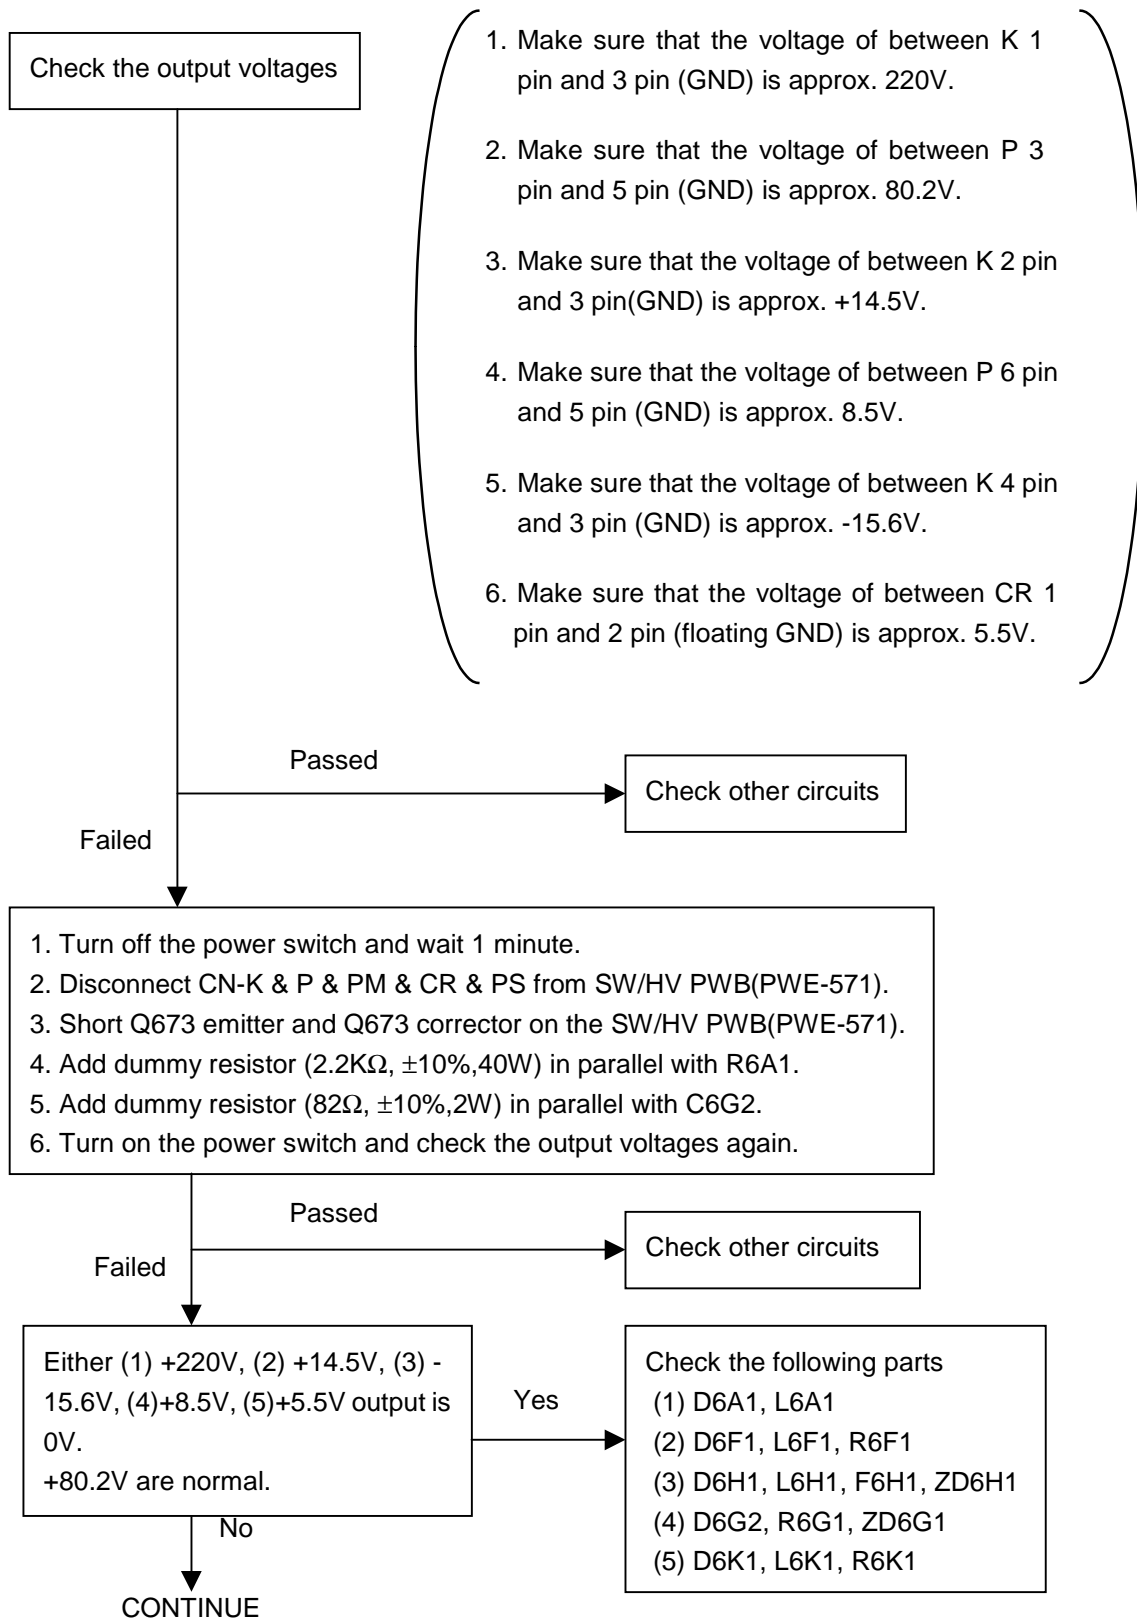 Check the output voltages
1. Make sure that the voltage of between K 1
pin and 3 pin (GND) is approx. 220V.
2. Make sure that the voltage of between P 3
pin and 5 pin (GND) is approx. 80.2V.
3. Make sure that the voltage of between K 2 pin
and 3 pin(GND) is approx. +14.5V.
4. Make sure that the voltage of between P 6 pin
and 5 pin (GND) is approx. 8.5V.
5. Make sure that the voltage of between K 4 pin
and 3 pin (GND) is approx. -15.6V.
6. Make sure that the voltage of between CR 1
pin and 2 pin (floating GND) is approx. 5.5V.
Passed
Check other circuits
Failed
1. Turn off the power switch and wait 1 minute.
2. Disconnect CN-K & P & PM & CR & PS from SW/HV PWB(PWE-571).
3. Short Q673 emitter and Q673 corrector on the SW/HV PWB(PWE-571).
4. Add dummy resistor (2.2KΩ, ±10%,40W) in parallel with R6A1.
5. Add dummy resistor (82Ω, ±10%,2W) in parallel with C6G2.
6. Turn on the power switch and check the output voltages again.
Passed
Check other circuits
Failed
Either (1) +220V, (2) +14.5V, (3) -
15.6V, (4)+8.5V, (5)+5.5V output is
0V.
+80.2V are normal.
Yes
Check the following parts
(1) D6A1, L6A1
(2) D6F1, L6F1, R6F1
(3) D6H1, L6H1, F6H1, ZD6H1
(4) D6G2, R6G1, ZD6G1
(5) D6K1, L6K1, R6K1
No
CONTINUE